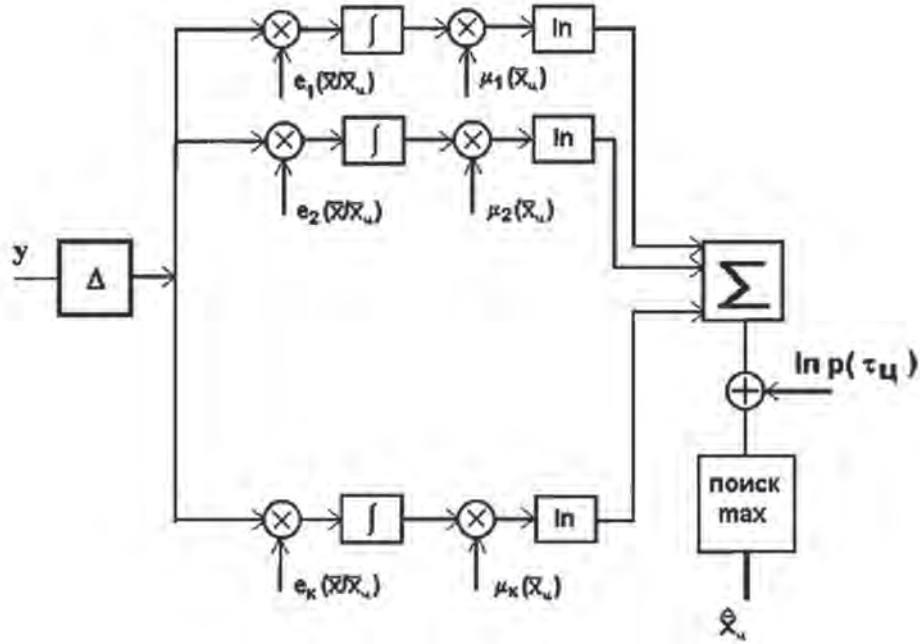 × ∫ × ln
e₁(x̄/x̄ц) μ₁(x̄ц)
× ∫ × ln
e₂(x̄/x̄ц) μ₂(x̄ц)
y
Δ
Σ
+ ln p( τц )
поиск
max
× ∫ × ln
eк(x̄/x̄ц) μк(x̄ц)
x̂ц